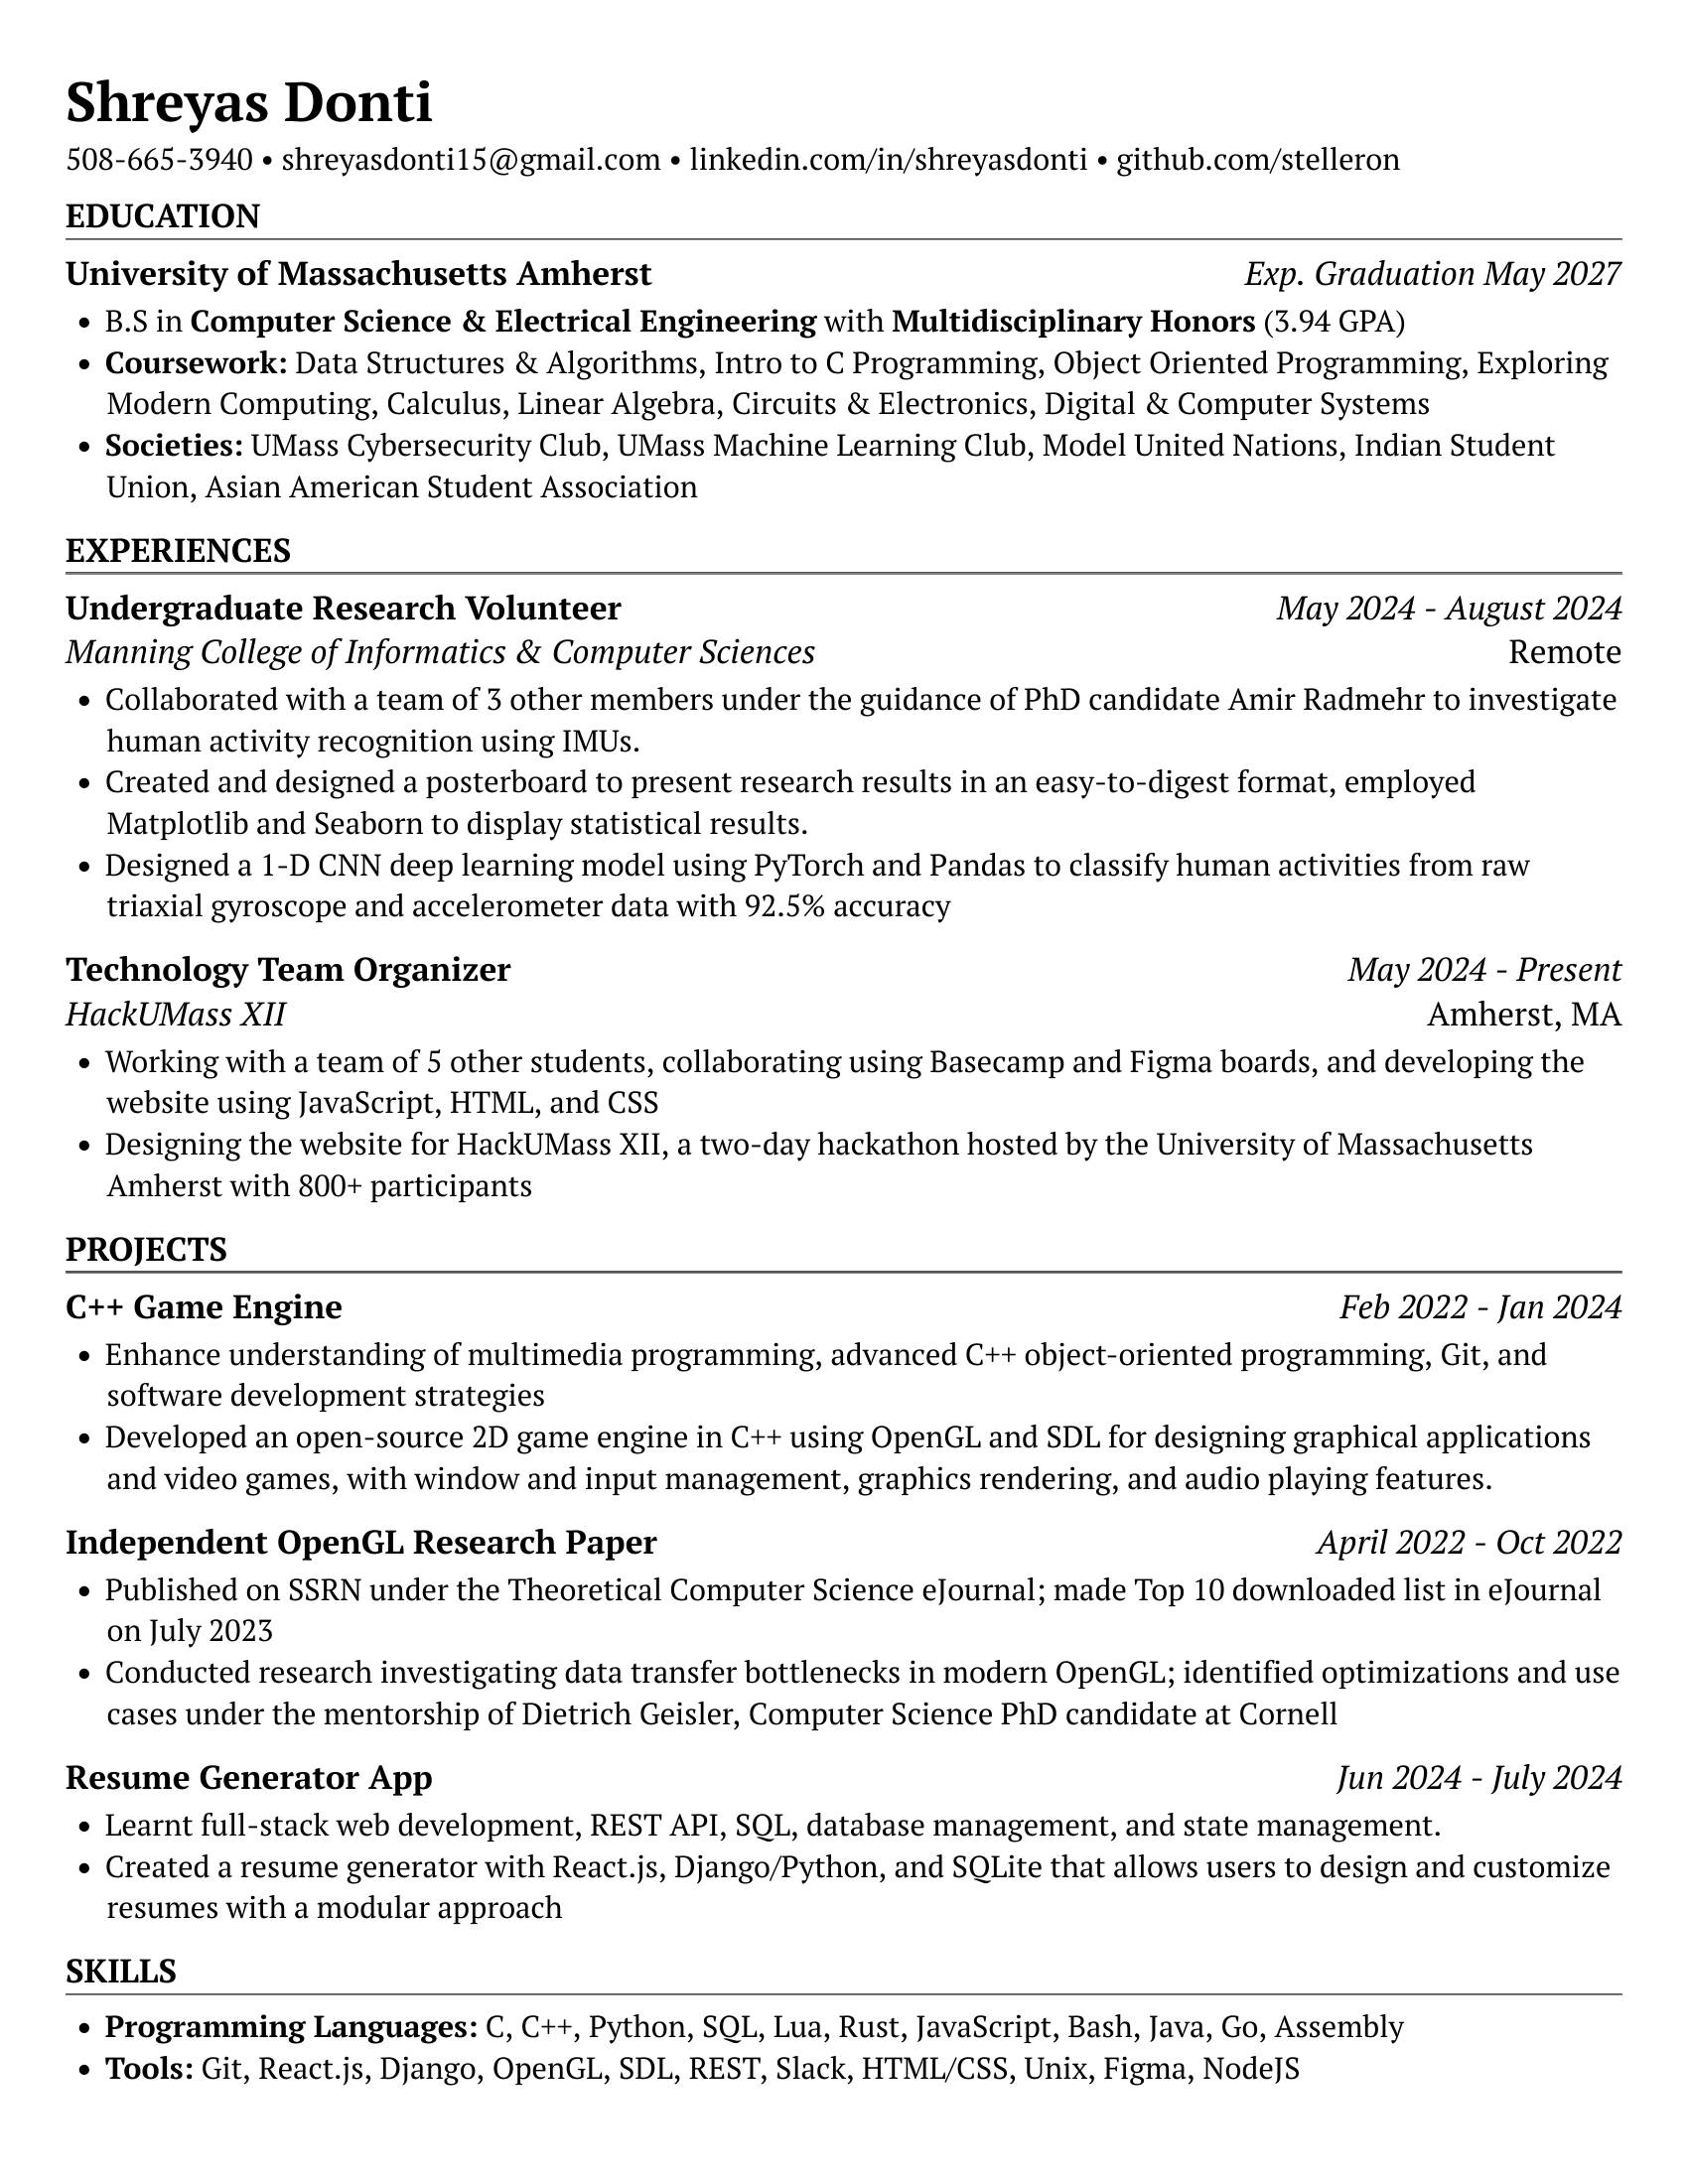 Shreyas Donti
508-665-3940 • shreyasdonti15@gmail.com • linkedin.com/in/shreyasdonti • github.com/stelleron
EDUCATION
University of Massachusetts Amherst Exp. Graduation May 2027
• B.S in Computer Science & Electrical Engineering with Multidisciplinary Honors (3.94 GPA)
• Coursework: Data Structures & Algorithms, Intro to C Programming, Object Oriented Programming, Exploring
Modern Computing, Calculus, Linear Algebra, Circuits & Electronics, Digital & Computer Systems
• Societies: UMass Cybersecurity Club, UMass Machine Learning Club, Model United Nations, Indian Student
Union, Asian American Student Association
EXPERIENCES
Undergraduate Research Volunteer May 2024 - August 2024
Manning College of Informatics & Computer Sciences Remote
• Collaborated with a team of 3 other members under the guidance of PhD candidate Amir Radmehr to investigate
human activity recognition using IMUs.
• Created and designed a posterboard to present research results in an easy-to-digest format, employed
Matplotlib and Seaborn to display statistical results.
• Designed a 1-D CNN deep learning model using PyTorch and Pandas to classify human activities from raw
triaxial gyroscope and accelerometer data with 92.5% accuracy
Technology Team Organizer May 2024 - Present
HackUMass XII Amherst, MA
• Working with a team of 5 other students, collaborating using Basecamp and Figma boards, and developing the
website using JavaScript, HTML, and CSS
• Designing the website for HackUMass XII, a two-day hackathon hosted by the University of Massachusetts
Amherst with 800+ participants
PROJECTS
C++ Game Engine Feb 2022 - Jan 2024
• Enhance understanding of multimedia programming, advanced C++ object-oriented programming, Git, and
software development strategies
• Developed an open-source 2D game engine in C++ using OpenGL and SDL for designing graphical applications
and video games, with window and input management, graphics rendering, and audio playing features.
Independent OpenGL Research Paper April 2022 - Oct 2022
• Published on SSRN under the Theoretical Computer Science eJournal; made Top 10 downloaded list in eJournal
on July 2023
• Conducted research investigating data transfer bottlenecks in modern OpenGL; identified optimizations and use
cases under the mentorship of Dietrich Geisler, Computer Science PhD candidate at Cornell
Resume Generator App Jun 2024 - July 2024
• Learnt full-stack web development, REST API, SQL, database management, and state management.
• Created a resume generator with React.js, Django/Python, and SQLite that allows users to design and customize
resumes with a modular approach
SKILLS
• Programming Languages: C, C++, Python, SQL, Lua, Rust, JavaScript, Bash, Java, Go, Assembly
• Tools: Git, React.js, Django, OpenGL, SDL, REST, Slack, HTML/CSS, Unix, Figma, NodeJS